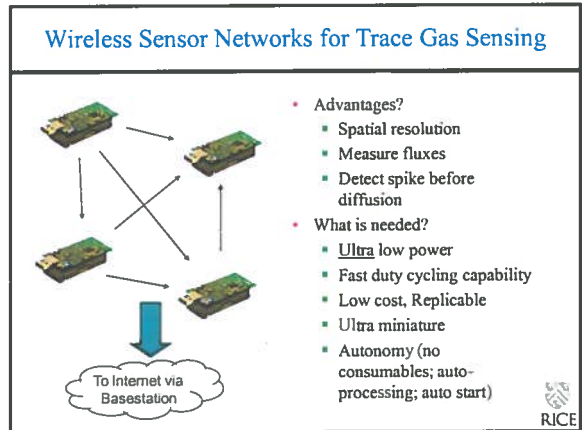 Wireless Sensor Networks for Trace Gas Sensing
• Advantages?
▪ Spatial resolution
▪ Measure fluxes
▪ Detect spike before
diffusion
• What is needed?
▪ Ultra low power
▪ Fast duty cycling capability
▪ Low cost, Replicable
▪ Ultra miniature
▪ Autonomy (no
consumables; auto-
processing; auto start)
To Internet via
Basestation
RICE